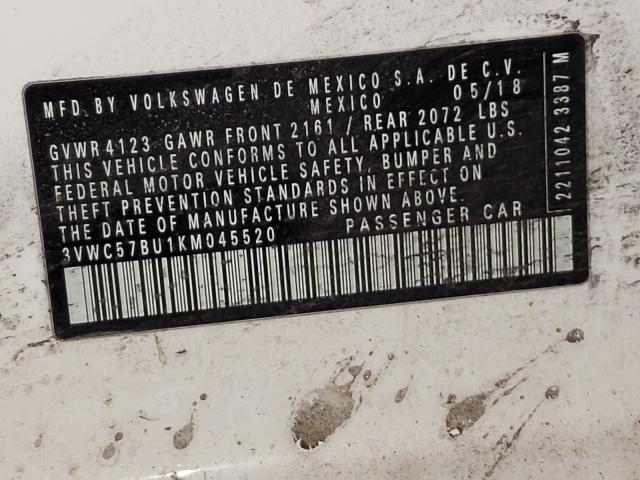 MFD. BY VOLKSWAGEN DE MEXICO S.A. DE C.V.
MEXICO 05/18
GVWR 4123 GAWR FRONT 2161 / REAR 2072 LBS
THIS VEHICLE CONFORMS TO ALL APPLICABLE U.S.
FEDERAL MOTOR VEHICLE SAFETY, BUMPER AND
THEFT PREVENTION STANDARDS IN EFFECT ON
THE DATE OF MANUFACTURE SHOWN ABOVE.
3VWC57BU1KM045520 PASSENGER CAR
2211042 3387 M